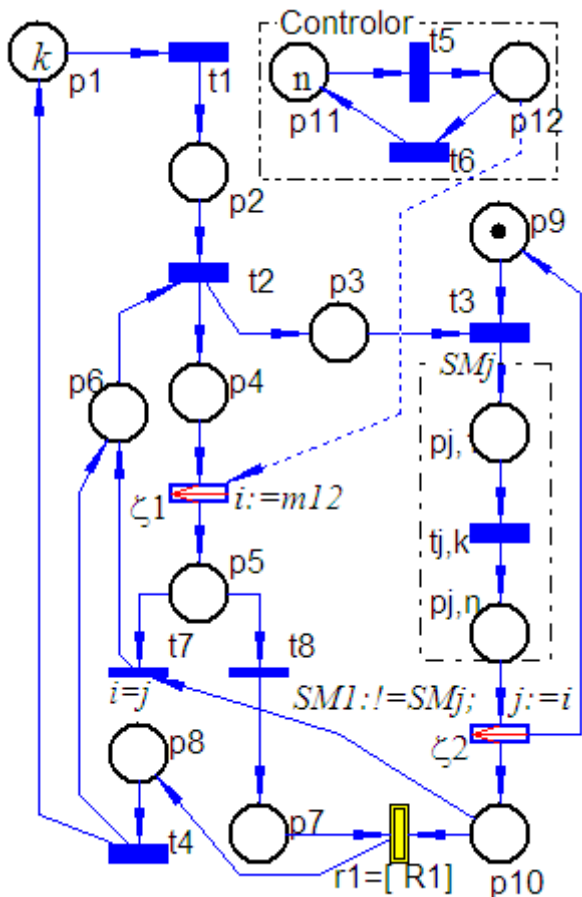 Controlor
k
p1
t1
n
p11
t5
p12
t6
p2
p9
t2
p3
t3
p6
p4
SMj
pj,
ζ1
i:=m12
tj,k
p5
pj,n
t7
t8
i=j
SM1:!=SMj;
j:=i
p8
ζ2
p7
t4
r1=[ R1]
p10